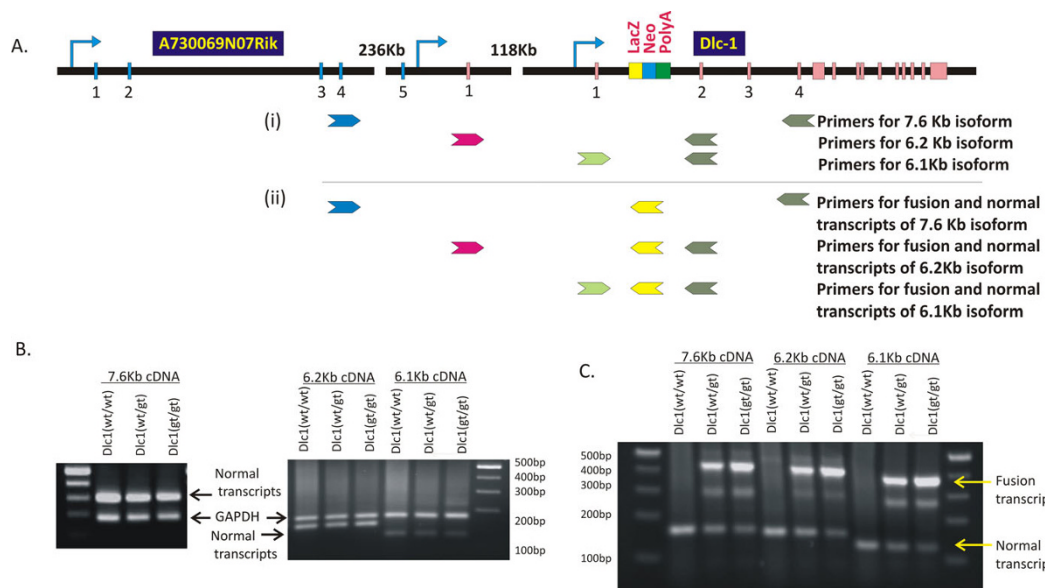 A.
A730069N07Rik
236Kb
118Kb
LacZ
Neo
PolyA
Dlc-1
1 2 3 4 5 1 1 2 3 4
(i)
Primers for 7.6 Kb isoform
Primers for 6.2 Kb isoform
Primers for 6.1Kb isoform
(ii)
Primers for fusion and normal
transcripts of 7.6 Kb isoform
Primers for fusion and normal
transcripts of 6.2Kb isoform
Primers for fusion and normal
transcripts of 6.1Kb isoform
B.
7.6Kb cDNA
Dlc1(wt/wt)
Dlc1(wt/gt)
Dlc1(gt/gt)
Normal
transcripts
GAPDH
Normal
transcripts
6.2Kb cDNA
6.1Kb cDNA
Dlc1(wt/wt)
Dlc1(wt/gt)
Dlc1(gt/gt)
Dlc1(wt/wt)
Dlc1(wt/gt)
Dlc1(gt/gt)
500bp
400bp
300bp
200bp
100bp
C.
7.6Kb cDNA
6.2Kb cDNA
6.1Kb cDNA
Dlc1(wt/wt)
Dlc1(wt/gt)
Dlc1(gt/gt)
Dlc1(wt/wt)
Dlc1(wt/gt)
Dlc1(gt/gt)
Dlc1(wt/wt)
Dlc1(wt/gt)
Dlc1(gt/gt)
500bp
400bp
300bp
200bp
100bp
Fusion
transcrip
Normal
transcrip